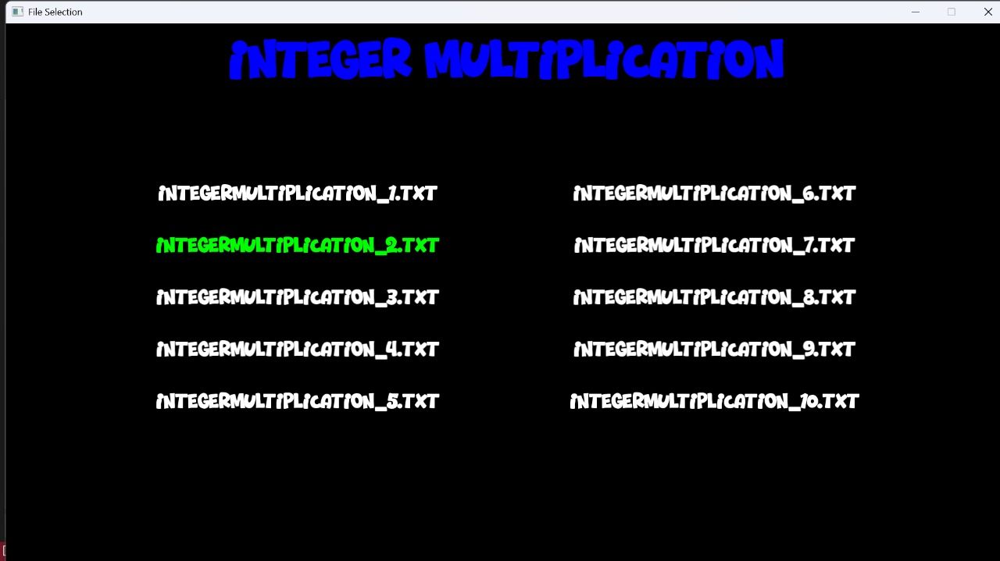 File Selection
INTEGER MULTIPLICATION
INTEGERMULTIPLICATION_1.TXT
INTEGERMULTIPLICATION_2.TXT
INTEGERMULTIPLICATION_3.TXT
INTEGERMULTIPLICATION_4.TXT
INTEGERMULTIPLICATION_5.TXT
INTEGERMULTIPLICATION_6.TXT
INTEGERMULTIPLICATION_7.TXT
INTEGERMULTIPLICATION_8.TXT
INTEGERMULTIPLICATION_9.TXT
INTEGERMULTIPLICATION_10.TXT